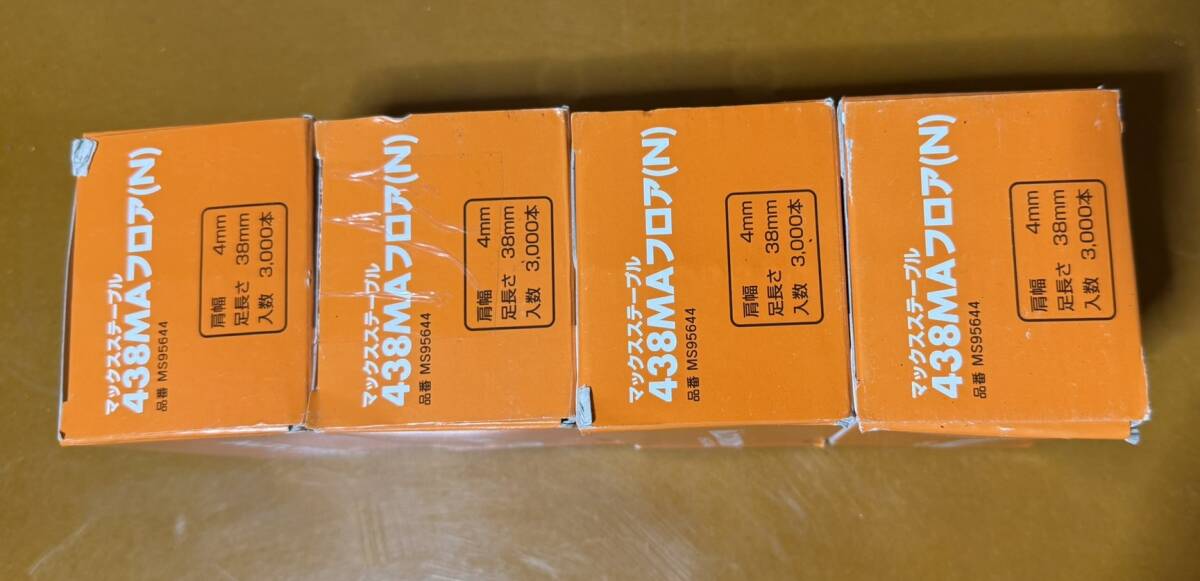 マックスステープル
438MAフロア(N)
品番 MS95644
肩幅 4mm
足長さ 38mm
入数 3,000本
マックスステープル
438MAフロア(N)
品番 MS95644
肩幅 4mm
足長さ 38mm
入数 3,000本
マックスステープル
438MAフロア(N)
品番 MS95644
肩幅 4mm
足長さ 38mm
入数 3,000本
マックスステープル
438MAフロア(N)
品番 MS95644
肩幅 4mm
足長さ 38mm
入数 3,000本